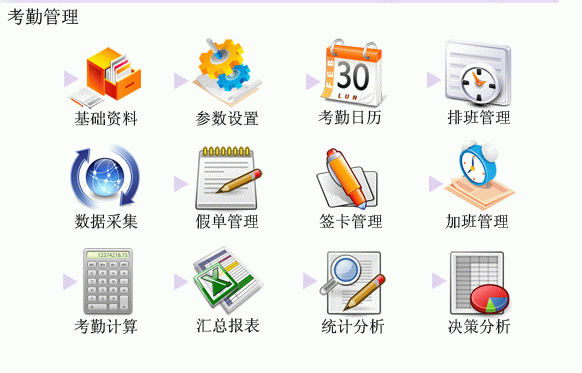 考勤管理
FEB
30
LUN
基础资料 参数设置 考勤日历 排班管理
数据采集 假单管理 签卡管理 加班管理
12374218.75
考勤计算 汇总报表 统计分析 决策分析